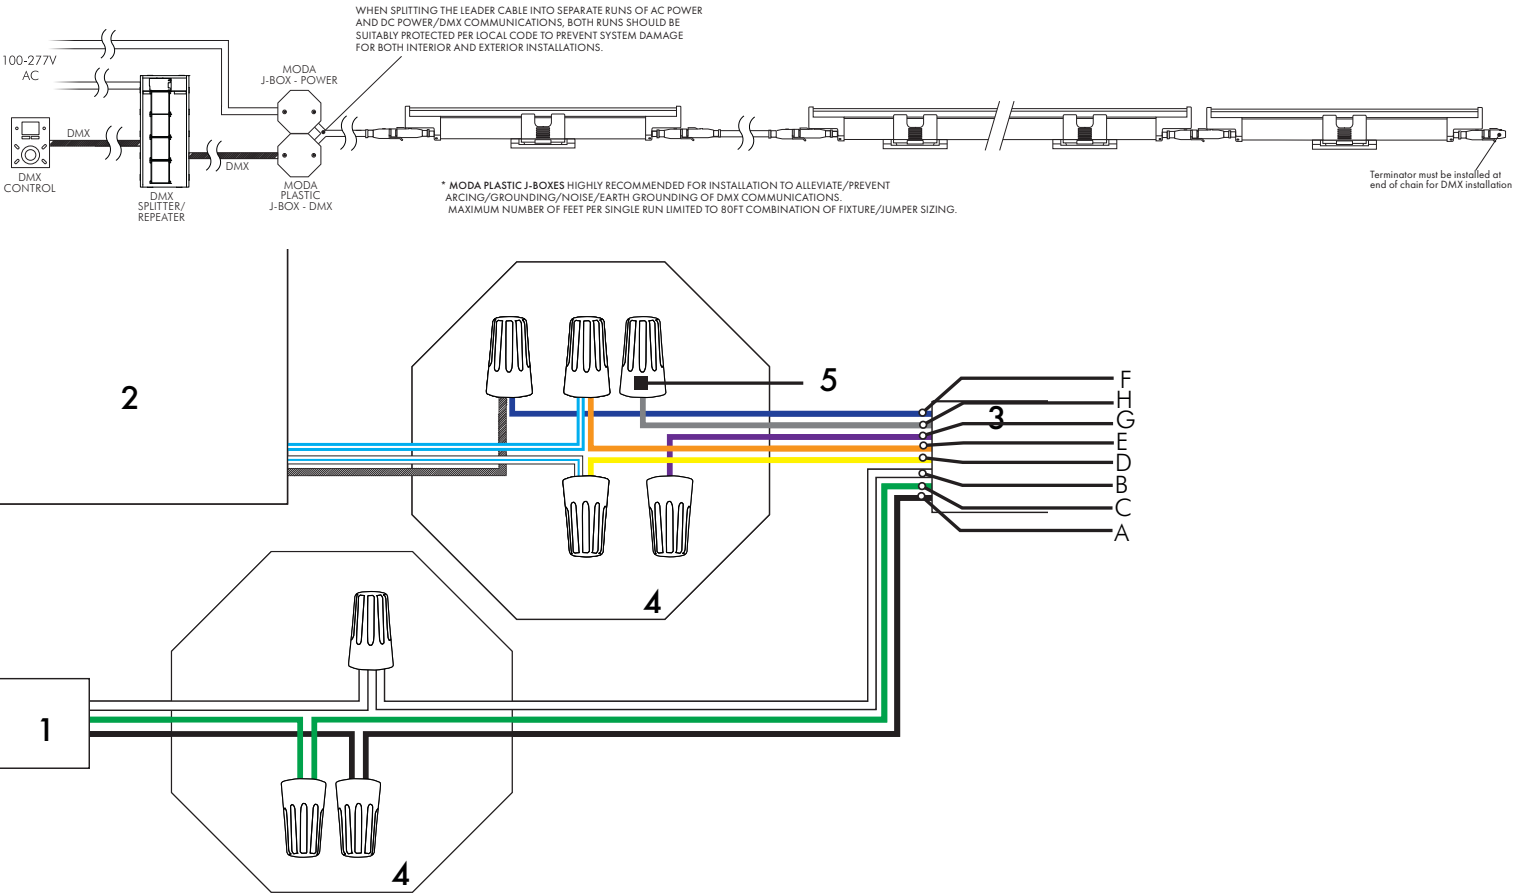 WHEN SPLITTING THE LEADER CABLE INTO SEPARATE RUNS OF AC POWER
AND DC POWER/DMX COMMUNICATIONS, BOTH RUNS SHOULD BE
SUITABLY PROTECTED PER LOCAL CODE TO PREVENT SYSTEM DAMAGE
FOR BOTH INTERIOR AND EXTERIOR INSTALLATIONS.
100-277V
AC
MODA
J-BOX - POWER
DMX
DMX
DMX
CONTROL
DMX
SPLITTER/
REPEATER
MODA
PLASTIC
J-BOX - DMX
* MODA PLASTIC J-BOXES HIGHLY RECOMMENDED FOR INSTALLATION TO ALLEVIATE/PREVENT
ARCING/GROUNDING/NOISE/EARTH GROUNDING OF DMX COMMUNICATIONS.
MAXIMUM NUMBER OF FEET PER SINGLE RUN LIMITED TO 80FT COMBINATION OF FIXTURE/JUMPER SIZING.
Terminator must be installed at
end of chain for DMX installation
2
5
3
F
H
G
E
D
B
C
A
4
1
4